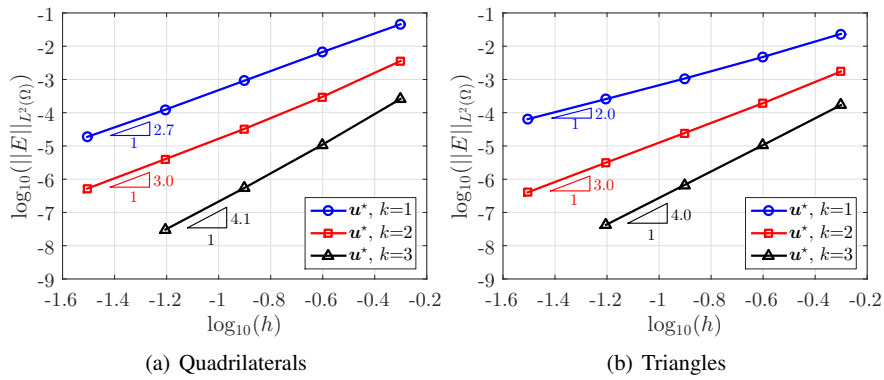 -1
-2
-3
-4
-5
-6
-7
-8
-9
log₁₀(||E||_{L²(Ω)})
2.7
1
3.0
1
4.1
1
u⋆, k=1
u⋆, k=2
u⋆, k=3
-1.6 -1.4 -1.2 -1 -0.8 -0.6 -0.4 -0.2
log₁₀(h)
(a) Quadrilaterals
-1
-2
-3
-4
-5
-6
-7
-8
-9
log₁₀(||E||_{L²(Ω)})
2.0
1
3.0
1
4.0
1
u⋆, k=1
u⋆, k=2
u⋆, k=3
-1.6 -1.4 -1.2 -1 -0.8 -0.6 -0.4 -0.2
log₁₀(h)
(b) Triangles